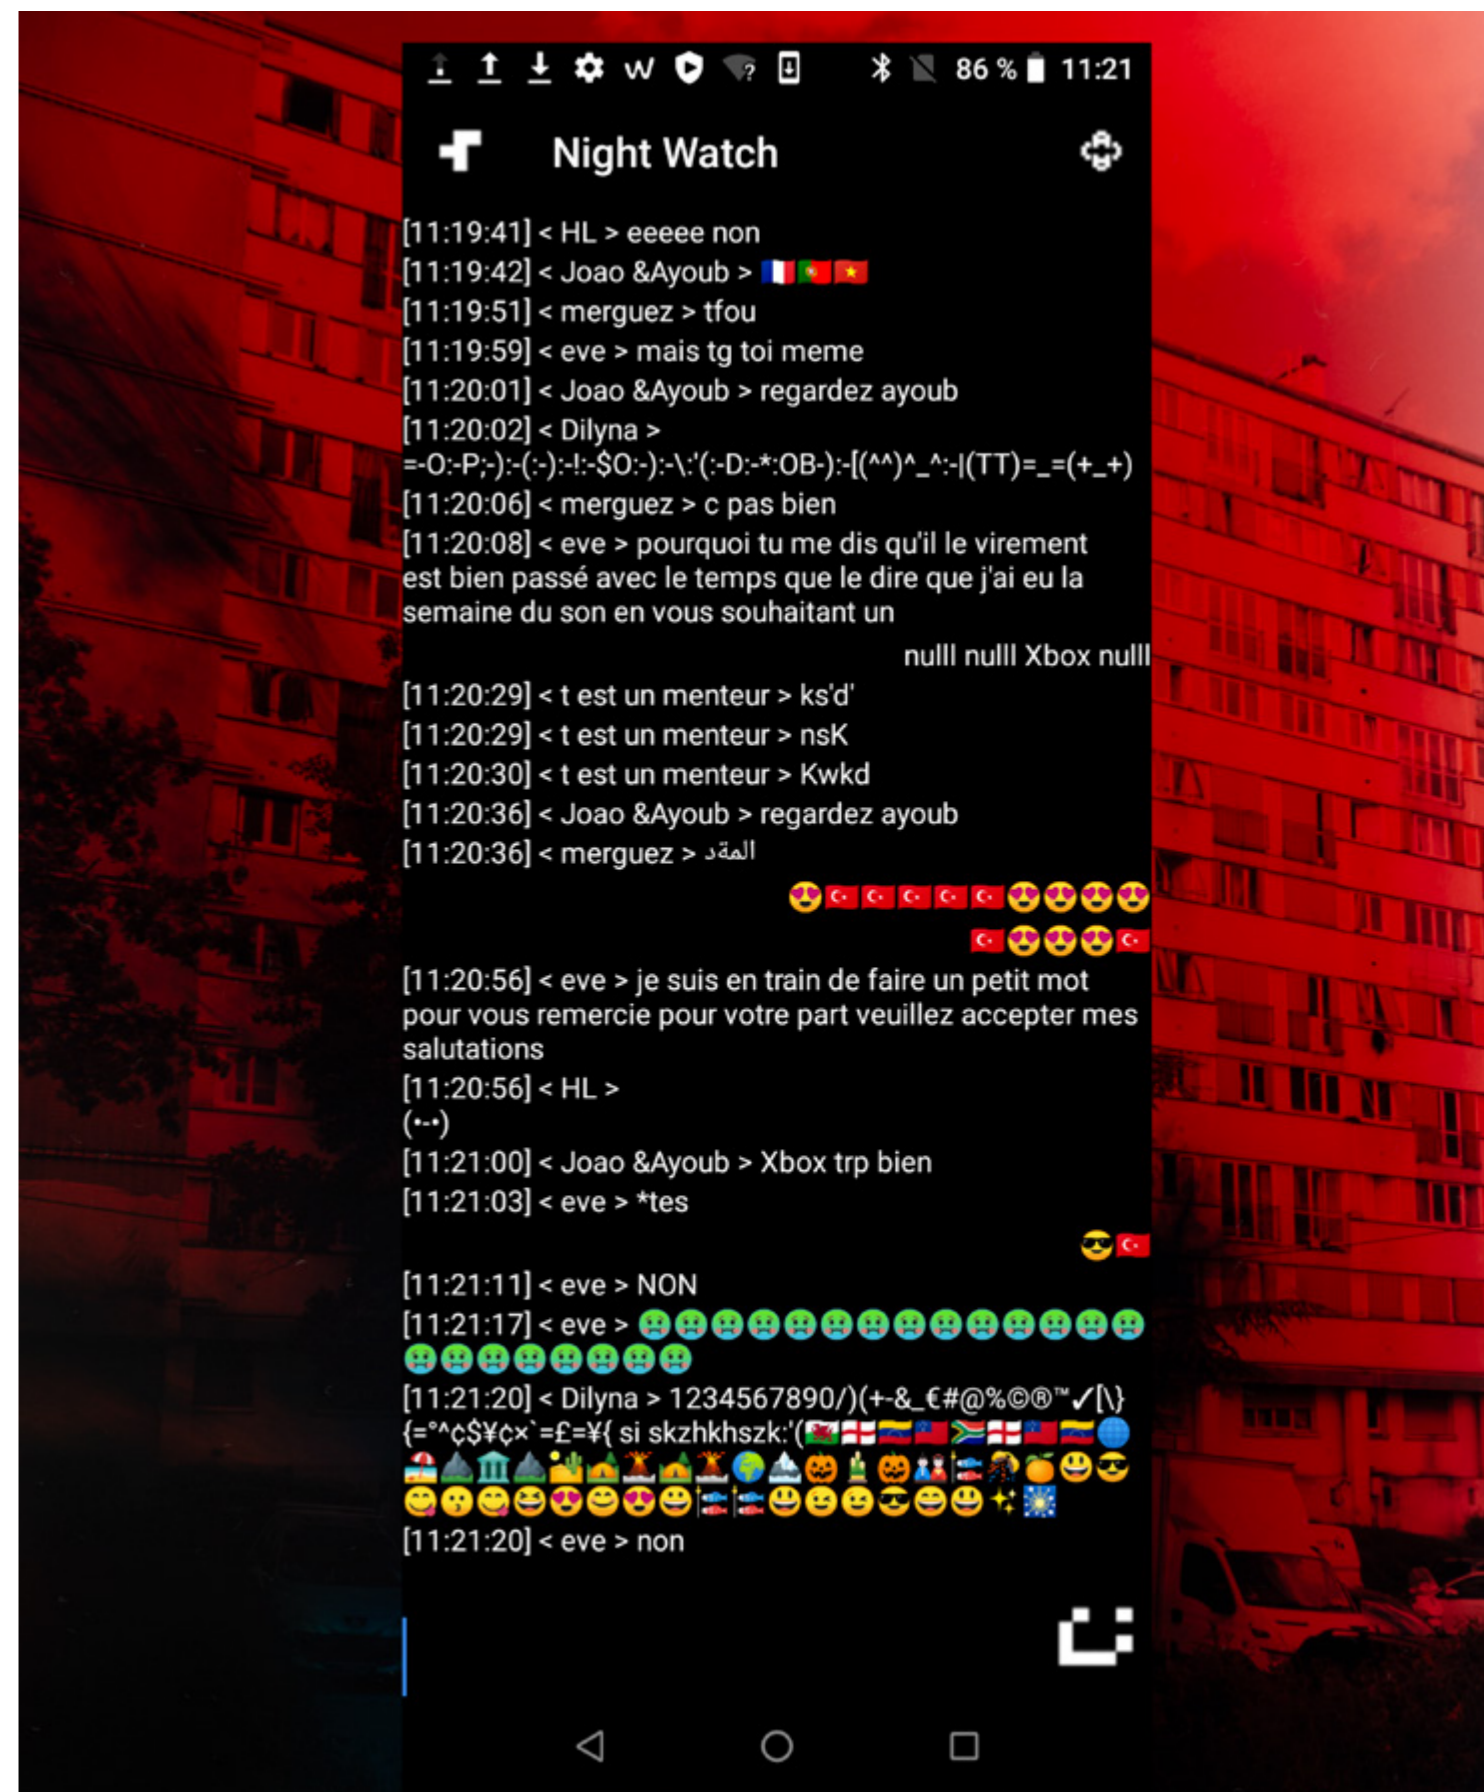 86 % 11:21
Night Watch
[11:19:41] < HL > eeeee non
[11:19:42] < Joao &Ayoub > 🇫🇷🇵🇹🇻🇳
[11:19:51] < merguez > tfou
[11:19:59] < eve > mais tg toi meme
[11:20:01] < Joao &Ayoub > regardez ayoub
[11:20:02] < Dilyna >
=-O:-P;-):-(:-):-!:-$O:-):-\:'(:-D:-*:OB-):-[(^^)^_^:-|(TT)=_=(+_+)
[11:20:06] < merguez > c pas bien
[11:20:08] < eve > pourquoi tu me dis qu'il le virement
est bien passé avec le temps que le dire que j'ai eu la
semaine du son en vous souhaitant un
nulll nulll Xbox nulll
[11:20:29] < t est un menteur > ks'd'
[11:20:29] < t est un menteur > nsK
[11:20:30] < t est un menteur > Kwkd
[11:20:36] < Joao &Ayoub > regardez ayoub
[11:20:36] < merguez > المةد
😍🇹🇷🇹🇷🇹🇷🇹🇷🇹🇷😍😍😍😍
🇹🇷😍😍😍🇹🇷
[11:20:56] < eve > je suis en train de faire un petit mot
pour vous remercie pour votre part veuillez accepter mes
salutations
[11:20:56] < HL >
(•-•)
[11:21:00] < Joao &Ayoub > Xbox trp bien
[11:21:03] < eve > *tes
😎🇹🇷
[11:21:11] < eve > NON
[11:21:17] < eve > 🤢🤢🤢🤢🤢🤢🤢🤢🤢🤢🤢🤢🤢🤢
🤢🤢🤢🤢🤢🤢🤢🤢
[11:21:20] < Dilyna > 1234567890/)(+-&_€#@%©®™✓[\}
{=°^¢$¥¢×`=£=¥{ si skzhkhszk:'(🏴󠁧󠁢󠁷󠁬󠁳󠁿🏴󠁧󠁢󠁥󠁮󠁧󠁿🇻🇪🇼🇸🇿🇦🏴󠁧󠁢󠁥󠁮󠁧󠁿🇼🇸🇻🇪🌐
🏖⛰🏛⛰🏜🏕🌋🏕🌋🌍🏔🎃🎍🎃🎎🎏🎊🍊😃😎
😋😗😋😆😍😊😍😀🎏🎏😃😉😉😎😄😃✨🎆
[11:21:20] < eve > non